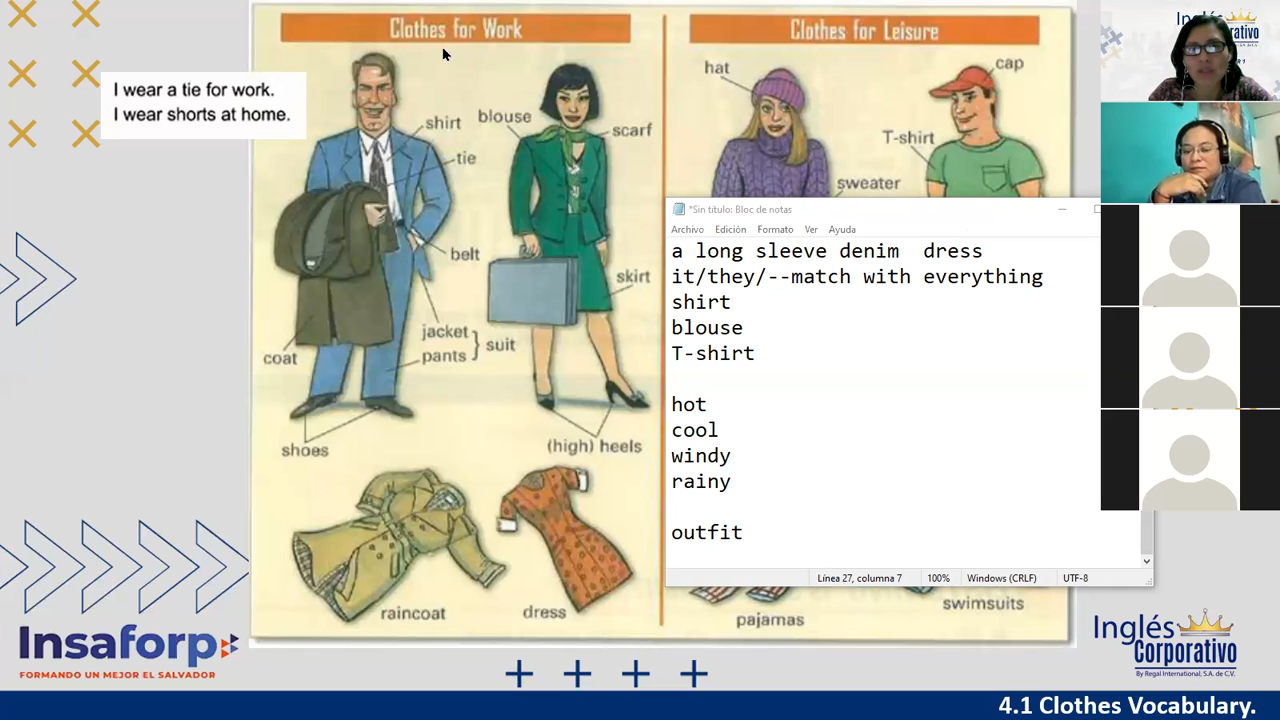 Clothes for Work
Clothes for Leisure
I wear a tie for work.
I wear shorts at home.
shirt
tie
blouse
scarf
belt
skirt
jacket
pants
suit
coat
shoes
(high) heels
raincoat
dress
hat
cap
T-shirt
sweater
pajamas
swimsuits
*Sin título: Bloc de notas
Archivo Edición Formato Ver Ayuda
a long sleeve denim dress
it/they/--match with everything
shirt
blouse
T-shirt
hot
cool
windy
rainy
outfit
Línea 27, columna 7 100% Windows (CRLF) UTF-8
Insaforp
FORMANDO UN MEJOR EL SALVADOR
Inglés
Corporativo
By Regal International, S.A. de C.V.
4.1 Clothes Vocabulary.